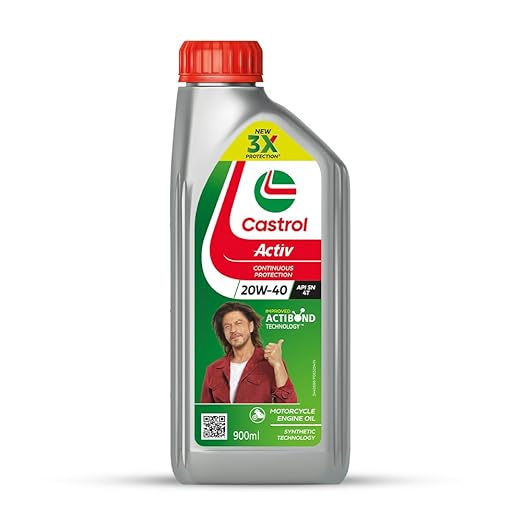 NEW
3X
PROTECTION*
Castrol
Activ
CONTINUOUS
PROTECTION
20W-40
API SN
4T
IMPROVED
ACTIBOND
TECHNOLOGY™
MOTORCYCLE
ENGINE OIL
900ml
SYNTHETIC
TECHNOLOGY